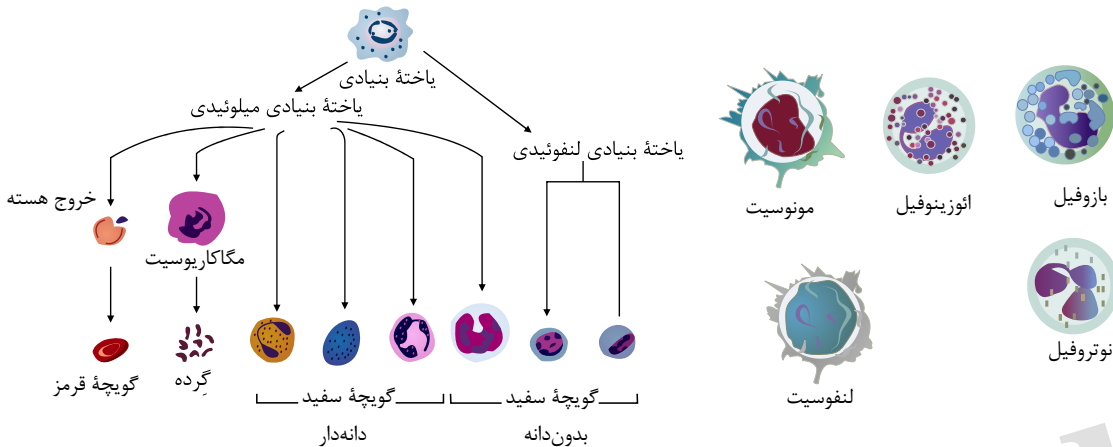 یاختهٔ بنیادی
یاختهٔ بنیادی میلوئیدی
یاختهٔ بنیادی لنفوئیدی
خروج هسته
مگاکاریوسیت
گویچهٔ قرمز
گِرده
گویچهٔ سفید
دانه‌دار
گویچهٔ سفید
بدون‌دانه
بازوفیل
ائوزینوفیل
مونوسیت
نوتروفیل
لنفوسیت